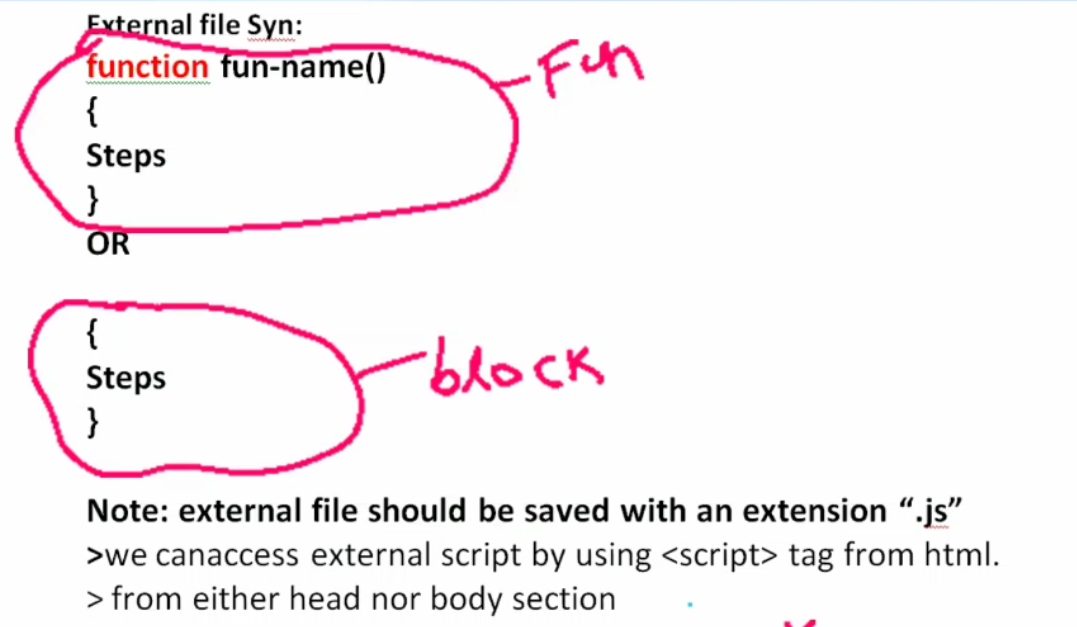 External file Syn:
function fun-name() Fun
{
Steps
}
OR
{
Steps block
}
Note: external file should be saved with an extension “.js”
>we canaccess external script by using <script> tag from html.
> from either head nor body section